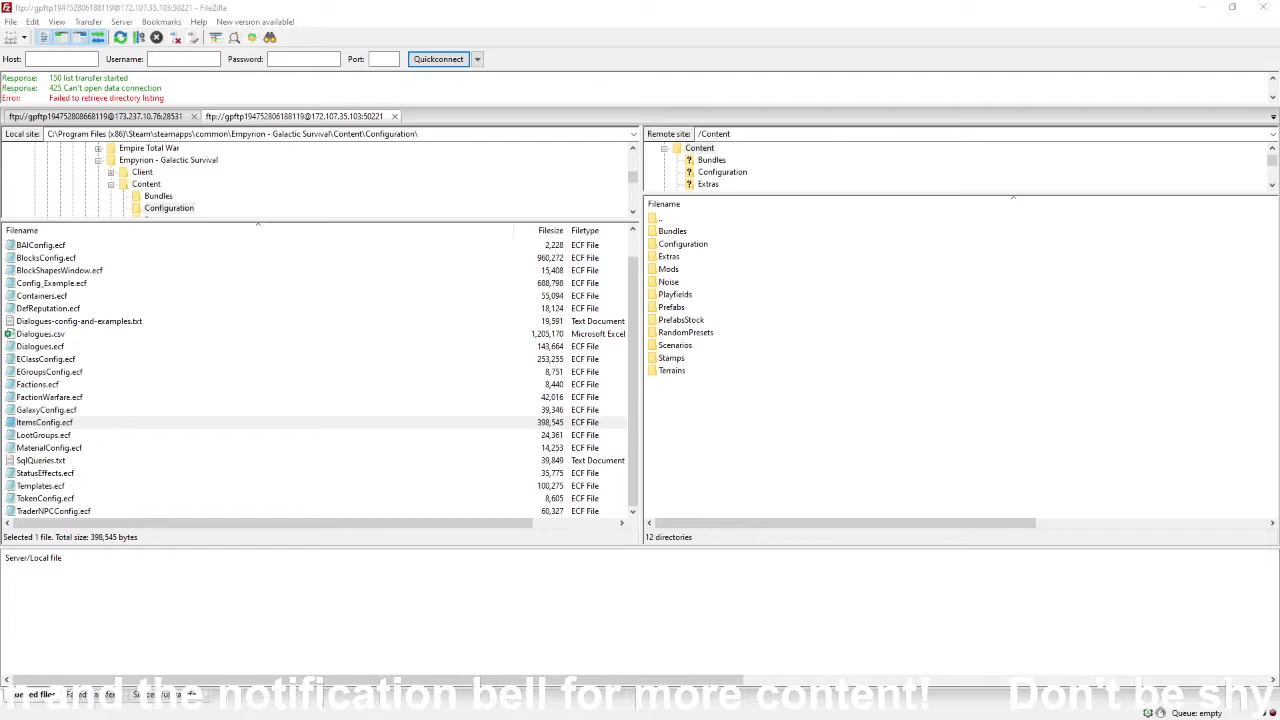 ftp://gpftp194752806188119@172.107.35.103:50221 - FileZilla
File Edit View Transfer Server Bookmarks Help New version available!
Host: Username: Password: Port: Quickconnect
Response: 150 list transfer started
Response: 425 Can't open data connection
Error: Failed to retrieve directory listing
ftp://gpftp194752808668119@173.237.10.76:28531 ftp://gpftp194752806188119@172.107.35.103:50221
Local site: C:\Program Files (x86)\Steam\steamapps\common\Empyrion - Galactic Survival\Content\Configuration\
Empire Total War
Empyrion - Galactic Survival
Client
Content
Bundles
Configuration
Filename Filesize Filetype
BAIConfig.ecf 2,228 ECF File
BlocksConfig.ecf 960,272 ECF File
BlockShapesWindow.ecf 15,408 ECF File
Config_Example.ecf 688,798 ECF File
Containers.ecf 55,094 ECF File
DefReputation.ecf 18,124 ECF File
Dialogues-config-and-examples.txt 19,591 Text Document
Dialogues.csv 1,205,170 Microsoft Excel
Dialogues.ecf 143,664 ECF File
EClassConfig.ecf 253,255 ECF File
EGroupsConfig.ecf 8,751 ECF File
Factions.ecf 8,440 ECF File
FactionWarfare.ecf 42,016 ECF File
GalaxyConfig.ecf 39,346 ECF File
ItemsConfig.ecf 398,545 ECF File
LootGroups.ecf 24,361 ECF File
MaterialConfig.ecf 14,253 ECF File
SqlQueries.txt 39,849 Text Document
StatusEffects.ecf 35,775 ECF File
Templates.ecf 100,275 ECF File
TokenConfig.ecf 8,605 ECF File
TraderNPCConfig.ecf 60,327 ECF File
Selected 1 file. Total size: 398,545 bytes
Remote site: /Content
Content
Bundles
Configuration
Extras
Filename
..
Bundles
Configuration
Extras
Mods
Noise
Playfields
Prefabs
PrefabsStock
RandomPresets
Scenarios
Stamps
Terrains
12 directories
Server/Local file
and the notification bell for more content! Don't be shy
Queue: empty